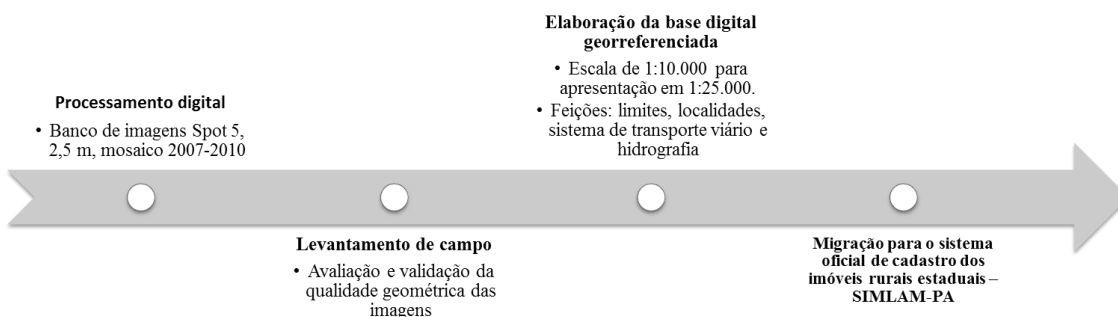 Processamento digital
• Banco de imagens Spot 5,
2,5 m, mosaico 2007-2010
Levantamento de campo
• Avaliação e validação da
qualidade geométrica das
imagens
Elaboração da base digital
georreferenciada
• Escala de 1:10.000 para
apresentação em 1:25.000.
• Feições: limites, localidades,
sistema de transporte viário e
hidrografia
Migração para o sistema
oficial de cadastro dos
imóveis rurais estaduais –
SIMLAM-PA